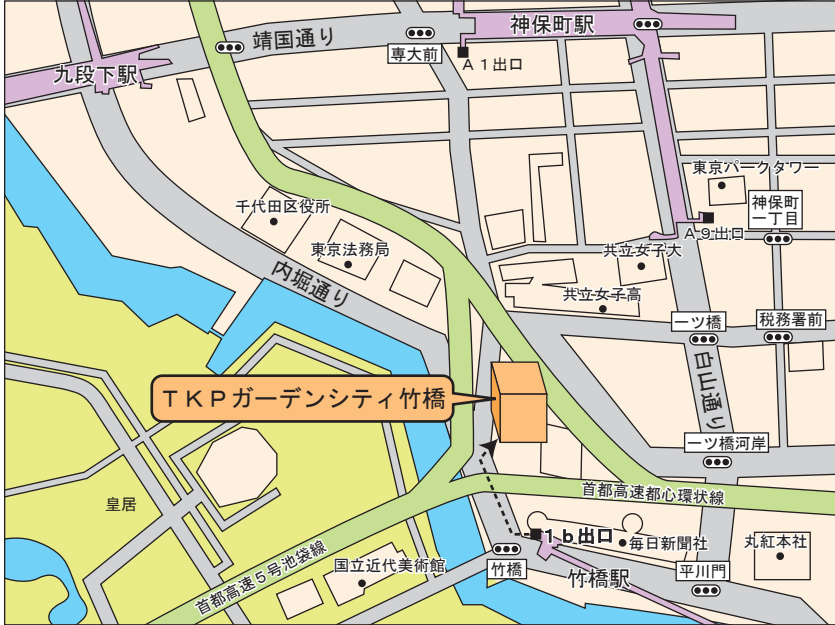 神保町駅
靖国通り
専大前
Ａ１出口
九段下駅
東京パークタワー
神保町
一丁目
千代田区役所
Ａ９出口
東京法務局
共立女子大
内堀通り
共立女子高
一ツ橋
税務署前
白山通り
ＴＫＰガーデンシティ竹橋
一ツ橋河岸
首都高速都心環状線
皇居
１ｂ出口
毎日新聞社
丸紅本社
国立近代美術館
竹橋
竹橋駅
平川門
首都高速５号池袋線